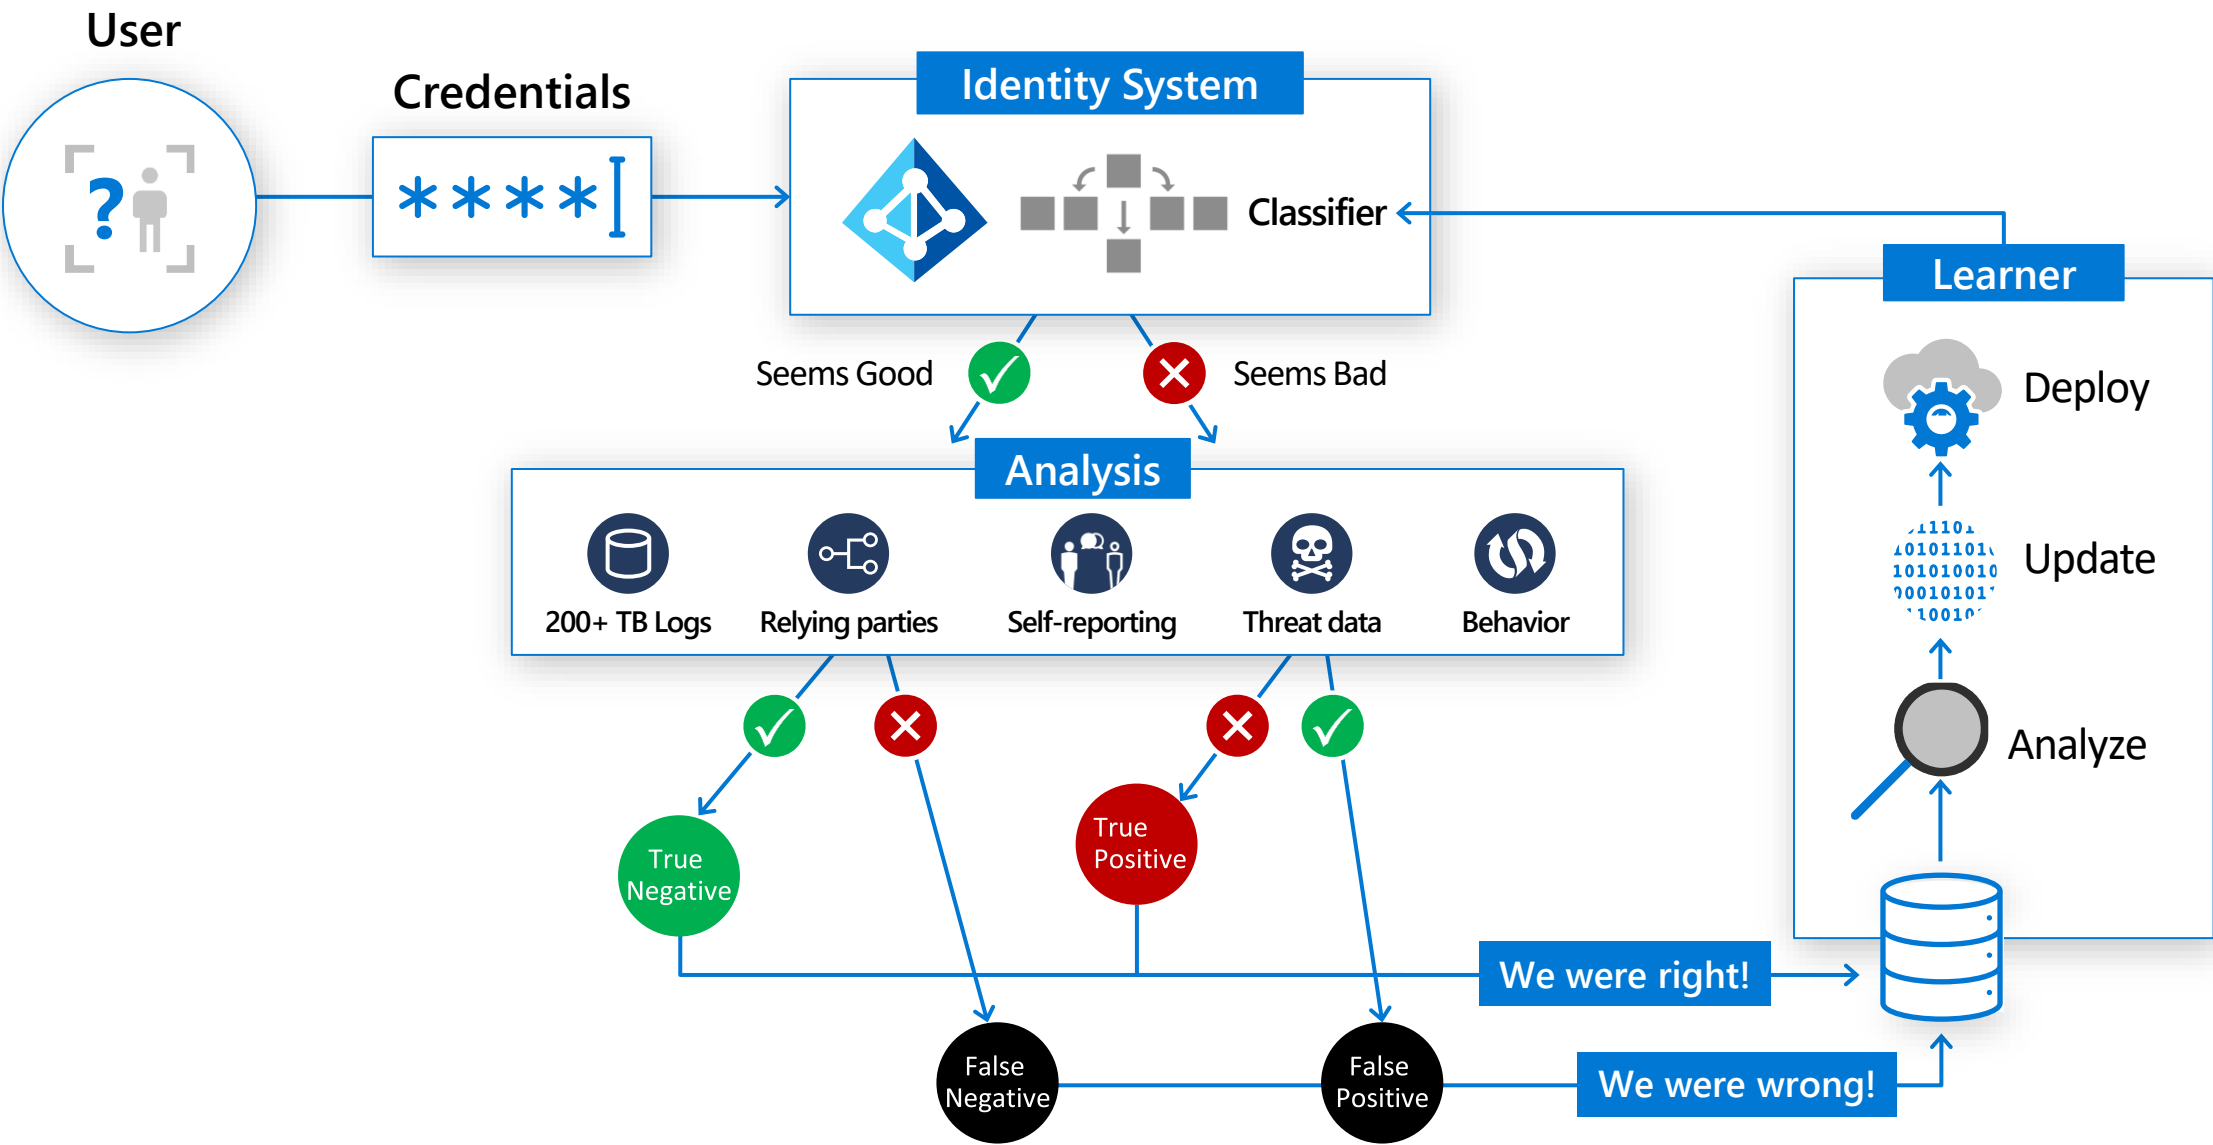 User
Credentials
****
?
Identity System
Classifier
Learner
Seems Good
Seems Bad
Deploy
Analysis
Update
200+ TB Logs
Relying parties
Self-reporting
Threat data
Behavior
Analyze
True
Negative
True
Positive
We were right!
False
Negative
False
Positive
We were wrong!